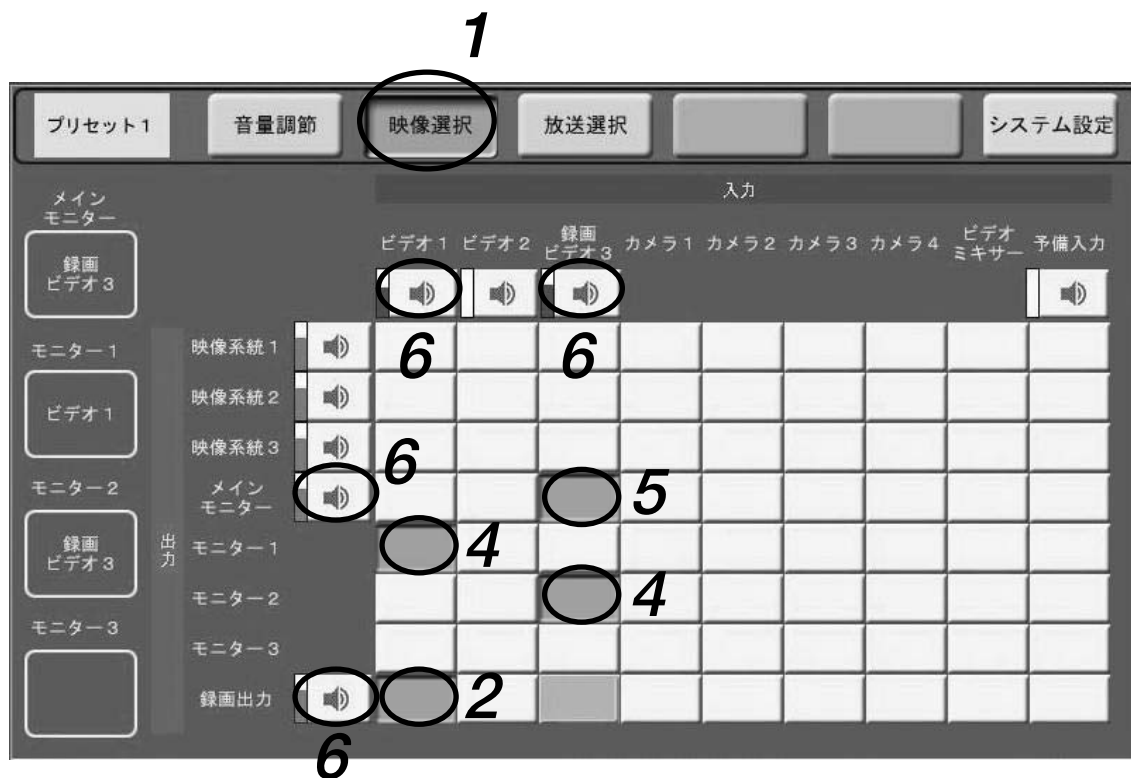 1
プリセット1 音量調節 映像選択 放送選択 システム設定
メイン
モニター
録画
ビデオ3
入力
ビデオ1 ビデオ2 録画
ビデオ3 カメラ1 カメラ2 カメラ3 カメラ4 ビデオ
ミキサー 予備入力
6 6
モニター1
ビデオ1
映像系統1
映像系統2
映像系統3
6
モニター2
録画
ビデオ3
出力
メイン
モニター
5
モニター1
4
モニター2
4
モニター3
モニター3
録画出力
2
6